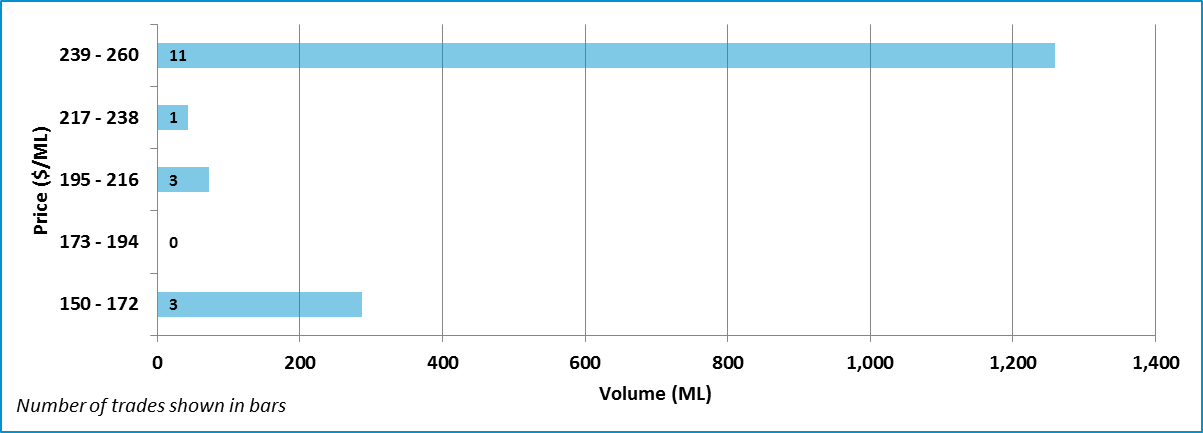 Price ($/ML)
239 - 260
11
217 - 238
1
195 - 216
3
173 - 194
0
150 - 172
3
0 200 400 600 800 1,000 1,200 1,400
Volume (ML)
Number of trades shown in bars